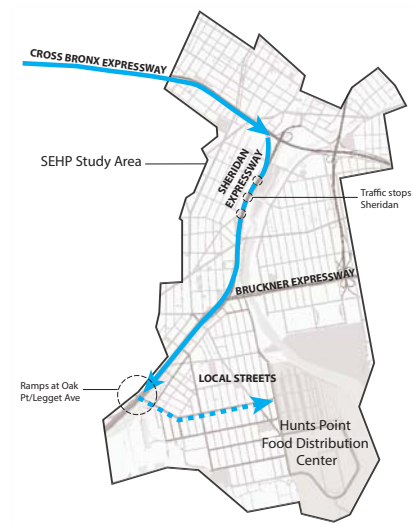 CROSS BRONX EXPRESSWAY
SEHP Study Area
SHERIDAN
EXPRESSWAY
Traffic stops
Sheridan
BRUCKNER EXPRESSWAY
Ramps at Oak
Pt/Legget Ave
LOCAL STREETS
Hunts Point
Food Distribution
Center